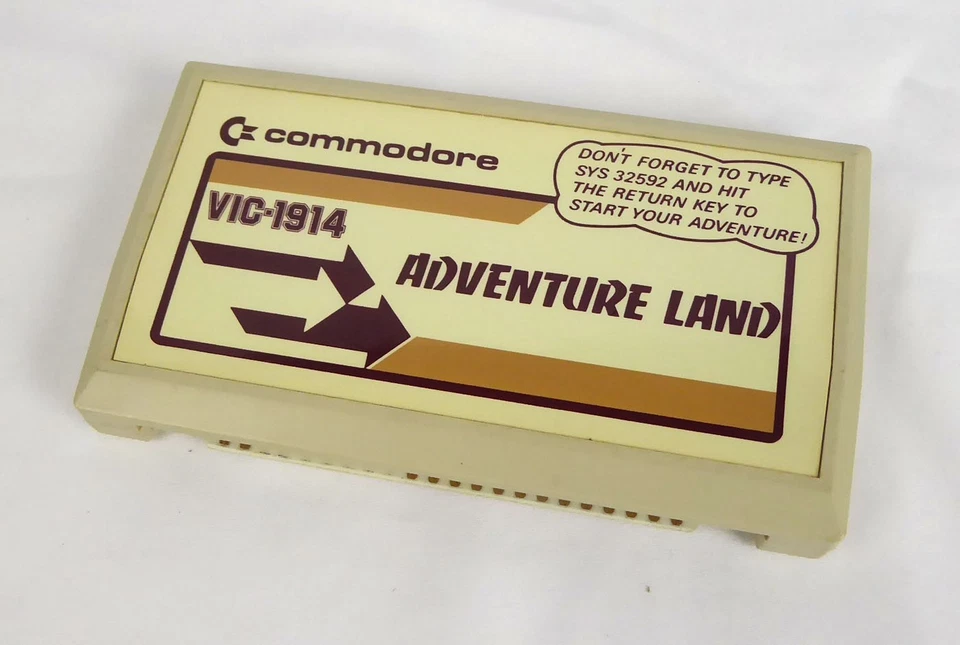 commodore
DON'T FORGET TO TYPE
SYS 32592 AND HIT
THE RETURN KEY TO
START YOUR ADVENTURE!
VIC-1914
ADVENTURE LAND